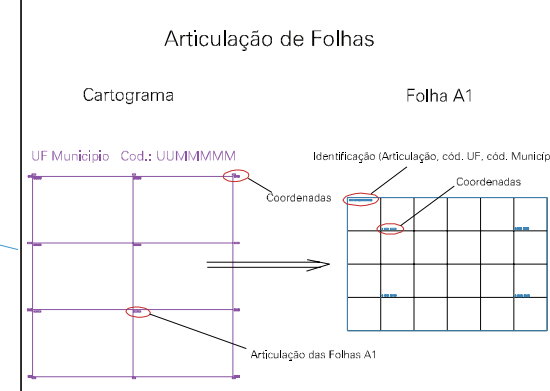 Articulação de Folhas
Cartograma
Folha A1
UF Municipio Cod.: UUMMMMM
Identificação (Articulação, cód. UF, cód. Municíp
Coordenadas
Coordenadas
Articulação das Folhas A1